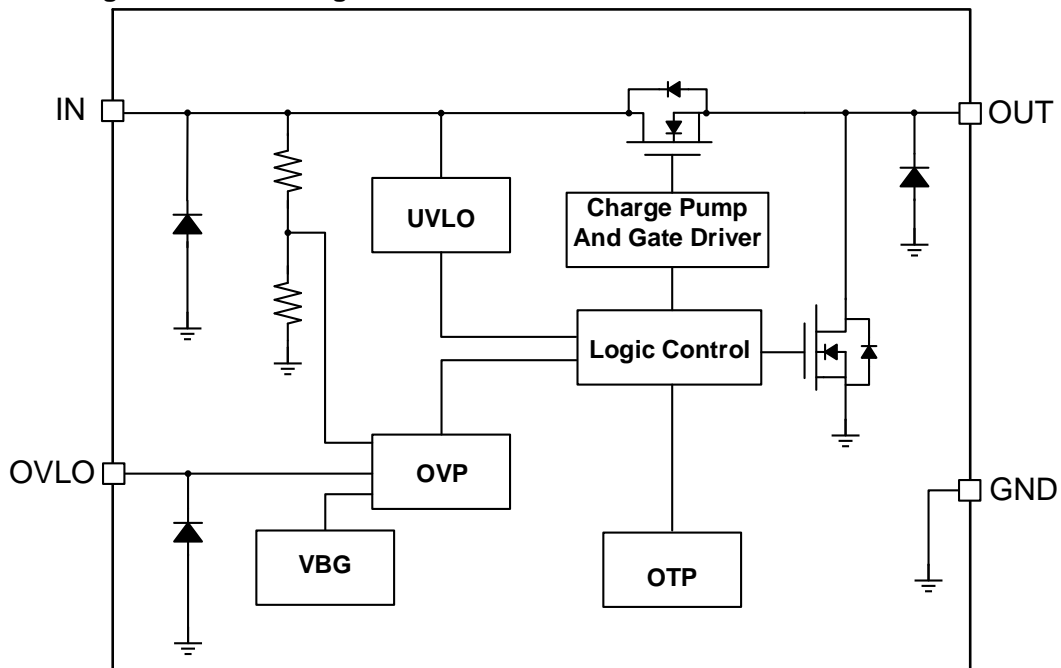 IN
OUT
UVLO
Charge Pump
And Gate Driver
Logic Control
OVLO
OVP
GND
VBG
OTP